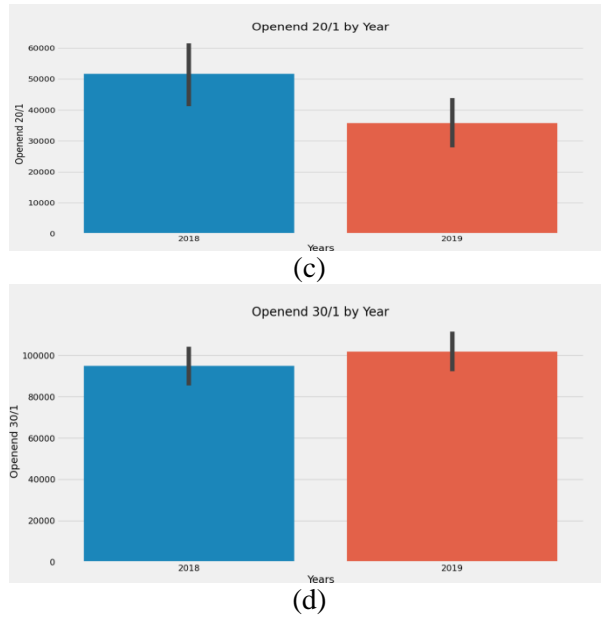 Openend 20/1 by Year
60000
50000
40000
30000
20000
10000
0
Openend 20/1
2018
2019
Years
(c)
Openend 30/1 by Year
100000
80000
60000
40000
20000
0
Openend 30/1
2018
2019
Years
(d)